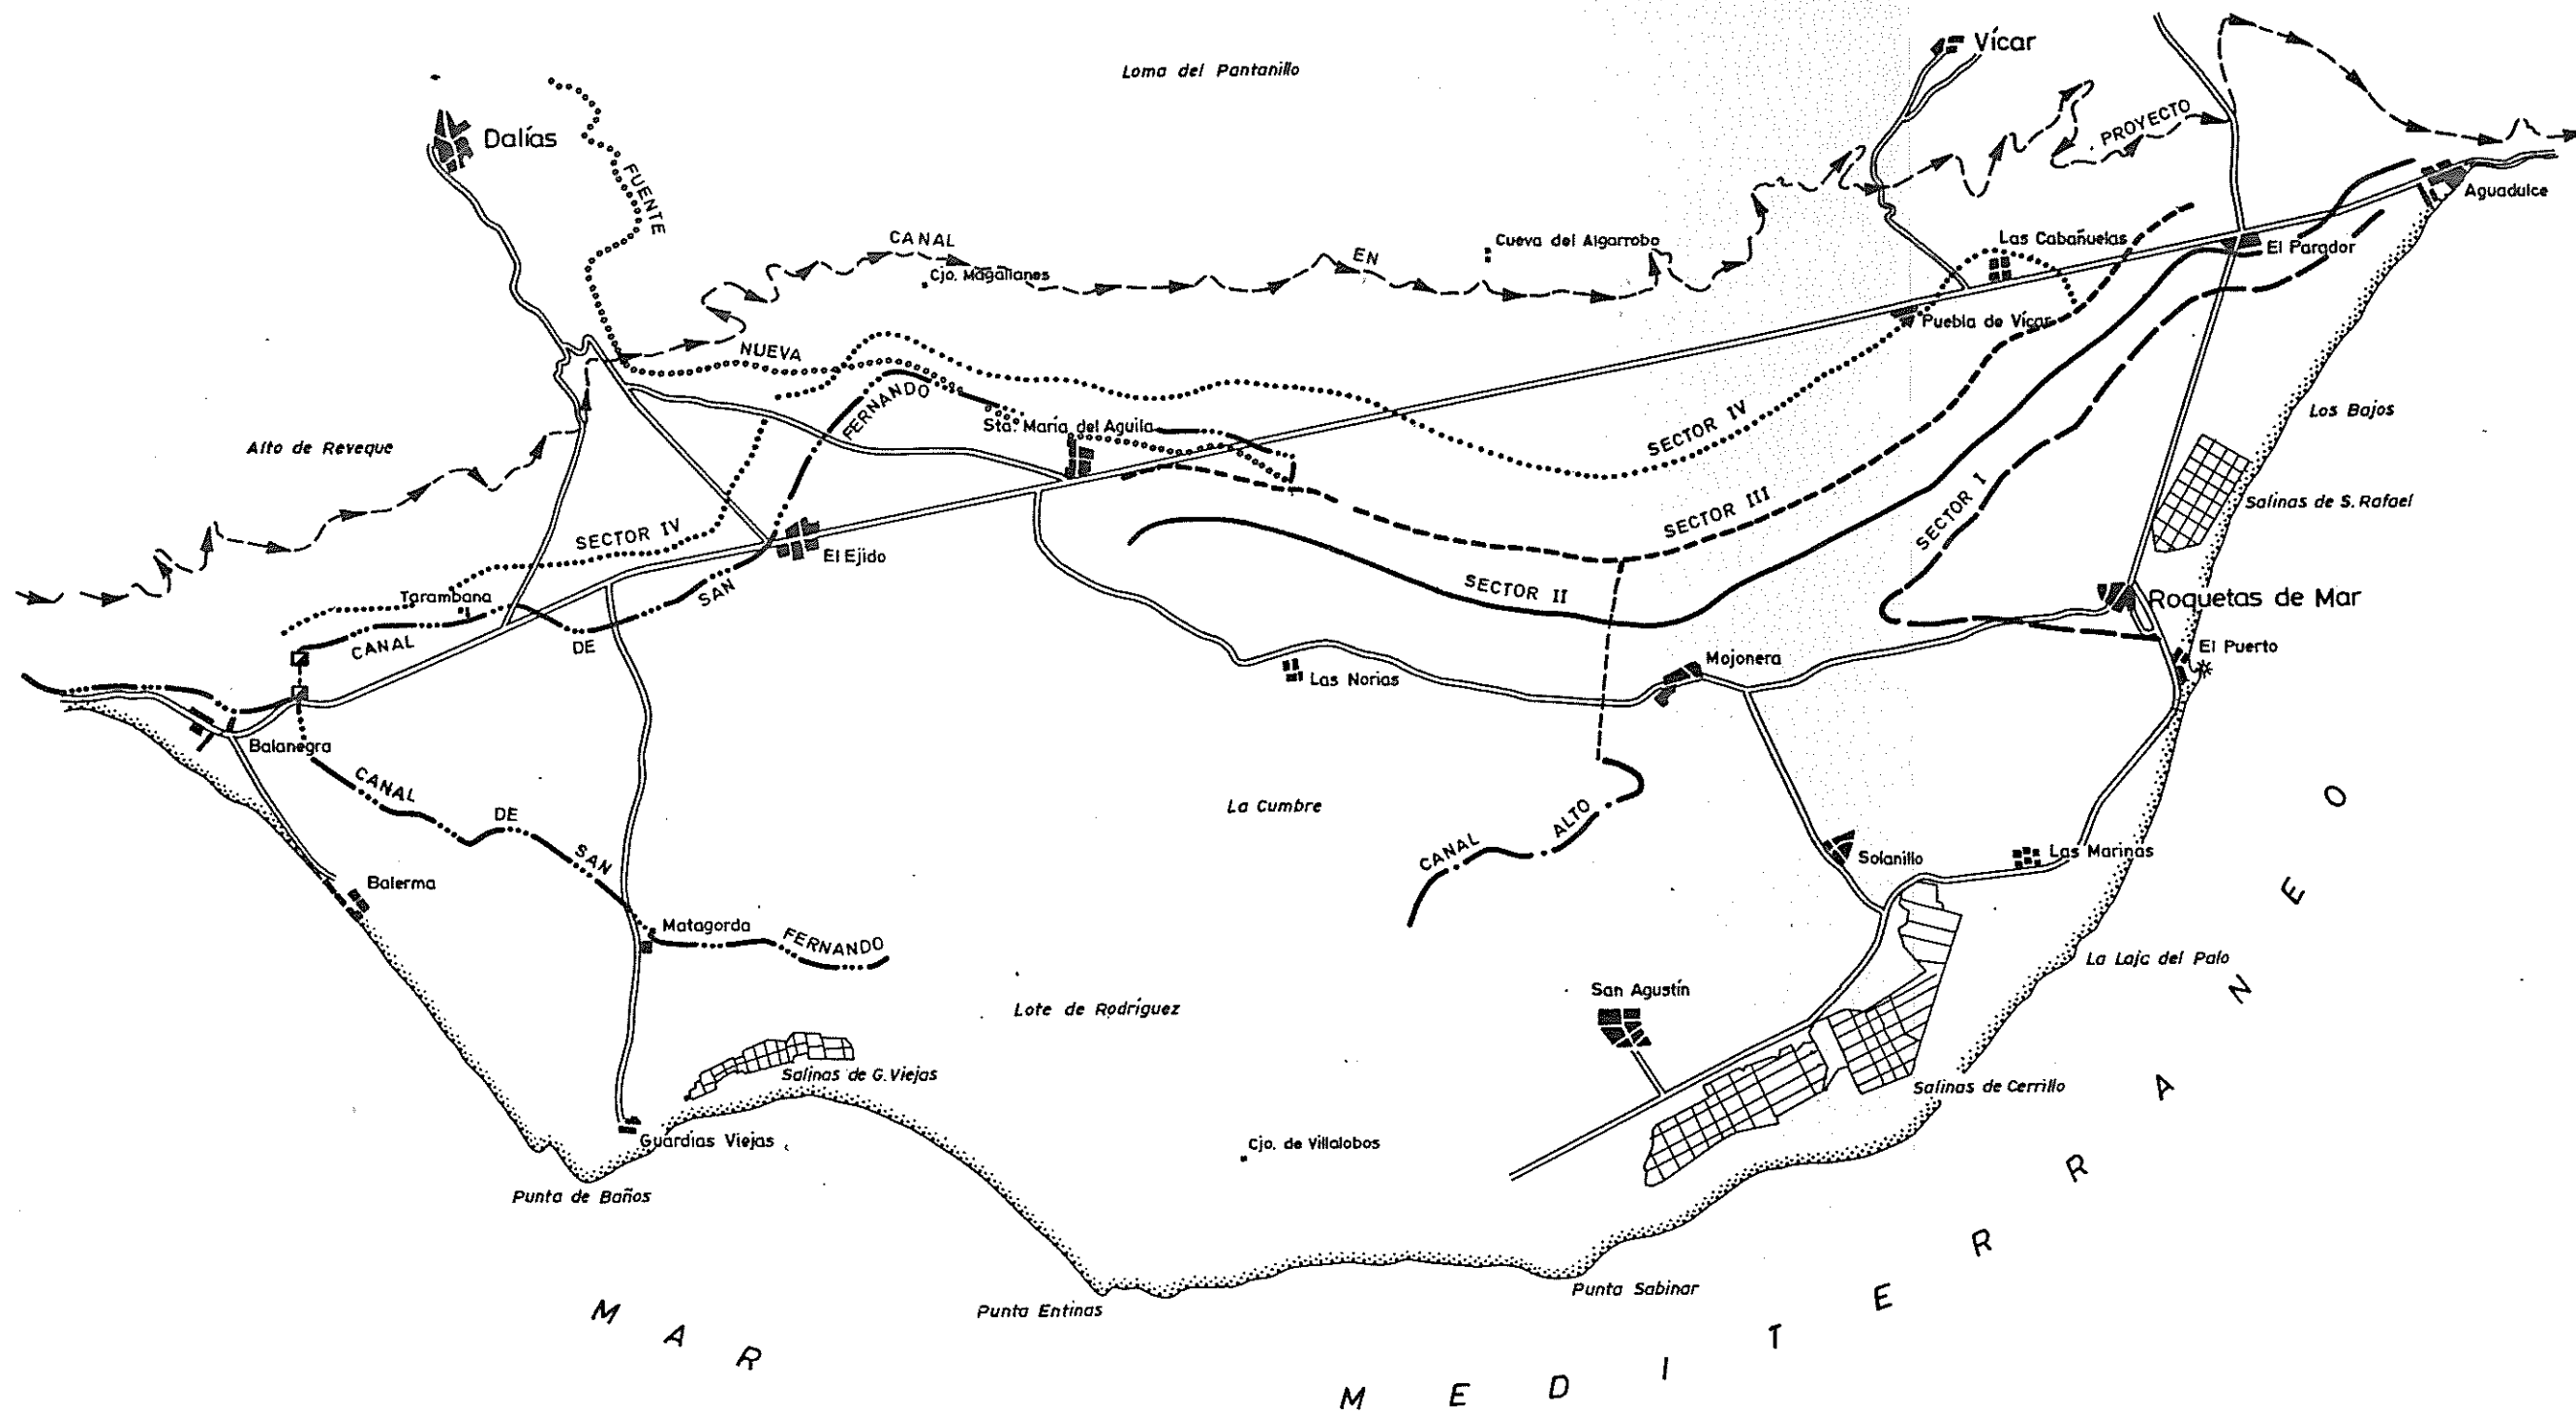 Loma del Pantanillo
Vícar
Dalías
FUENTE
PROYECTO
Aguadulce
CANAL
Cjo. Magallanes
EN
Cueva del Algarrobo
Las Cabañuelas
El Parador
NUEVA
Puebla de Vícar
FERNANDO
Sta. María del Aguila
SECTOR IV
Los Bajos
Alto de Reveque
SECTOR IV
El Ejido
SECTOR III
SECTOR I
Salinas de S. Rafael
Tarambana
SAN
SECTOR II
Roquetas de Mar
CANAL
DE
El Puerto
Mojonera
Las Norias
Balanegra
CANAL
DE
SAN
La Cumbre
CANAL
ALTO
Solanillo
Las Marinas
Balerma
Matagorda
FERNANDO
La Laja del Palo
San Agustín
Lote de Rodríguez
Salinas de G. Viejas
Salinas de Cerrillo
Guardias Viejas
Cjo. de Villalobos
Punta de Baños
Punta Entinas
Punta Sabinar
MAR
MEDITERRANEO